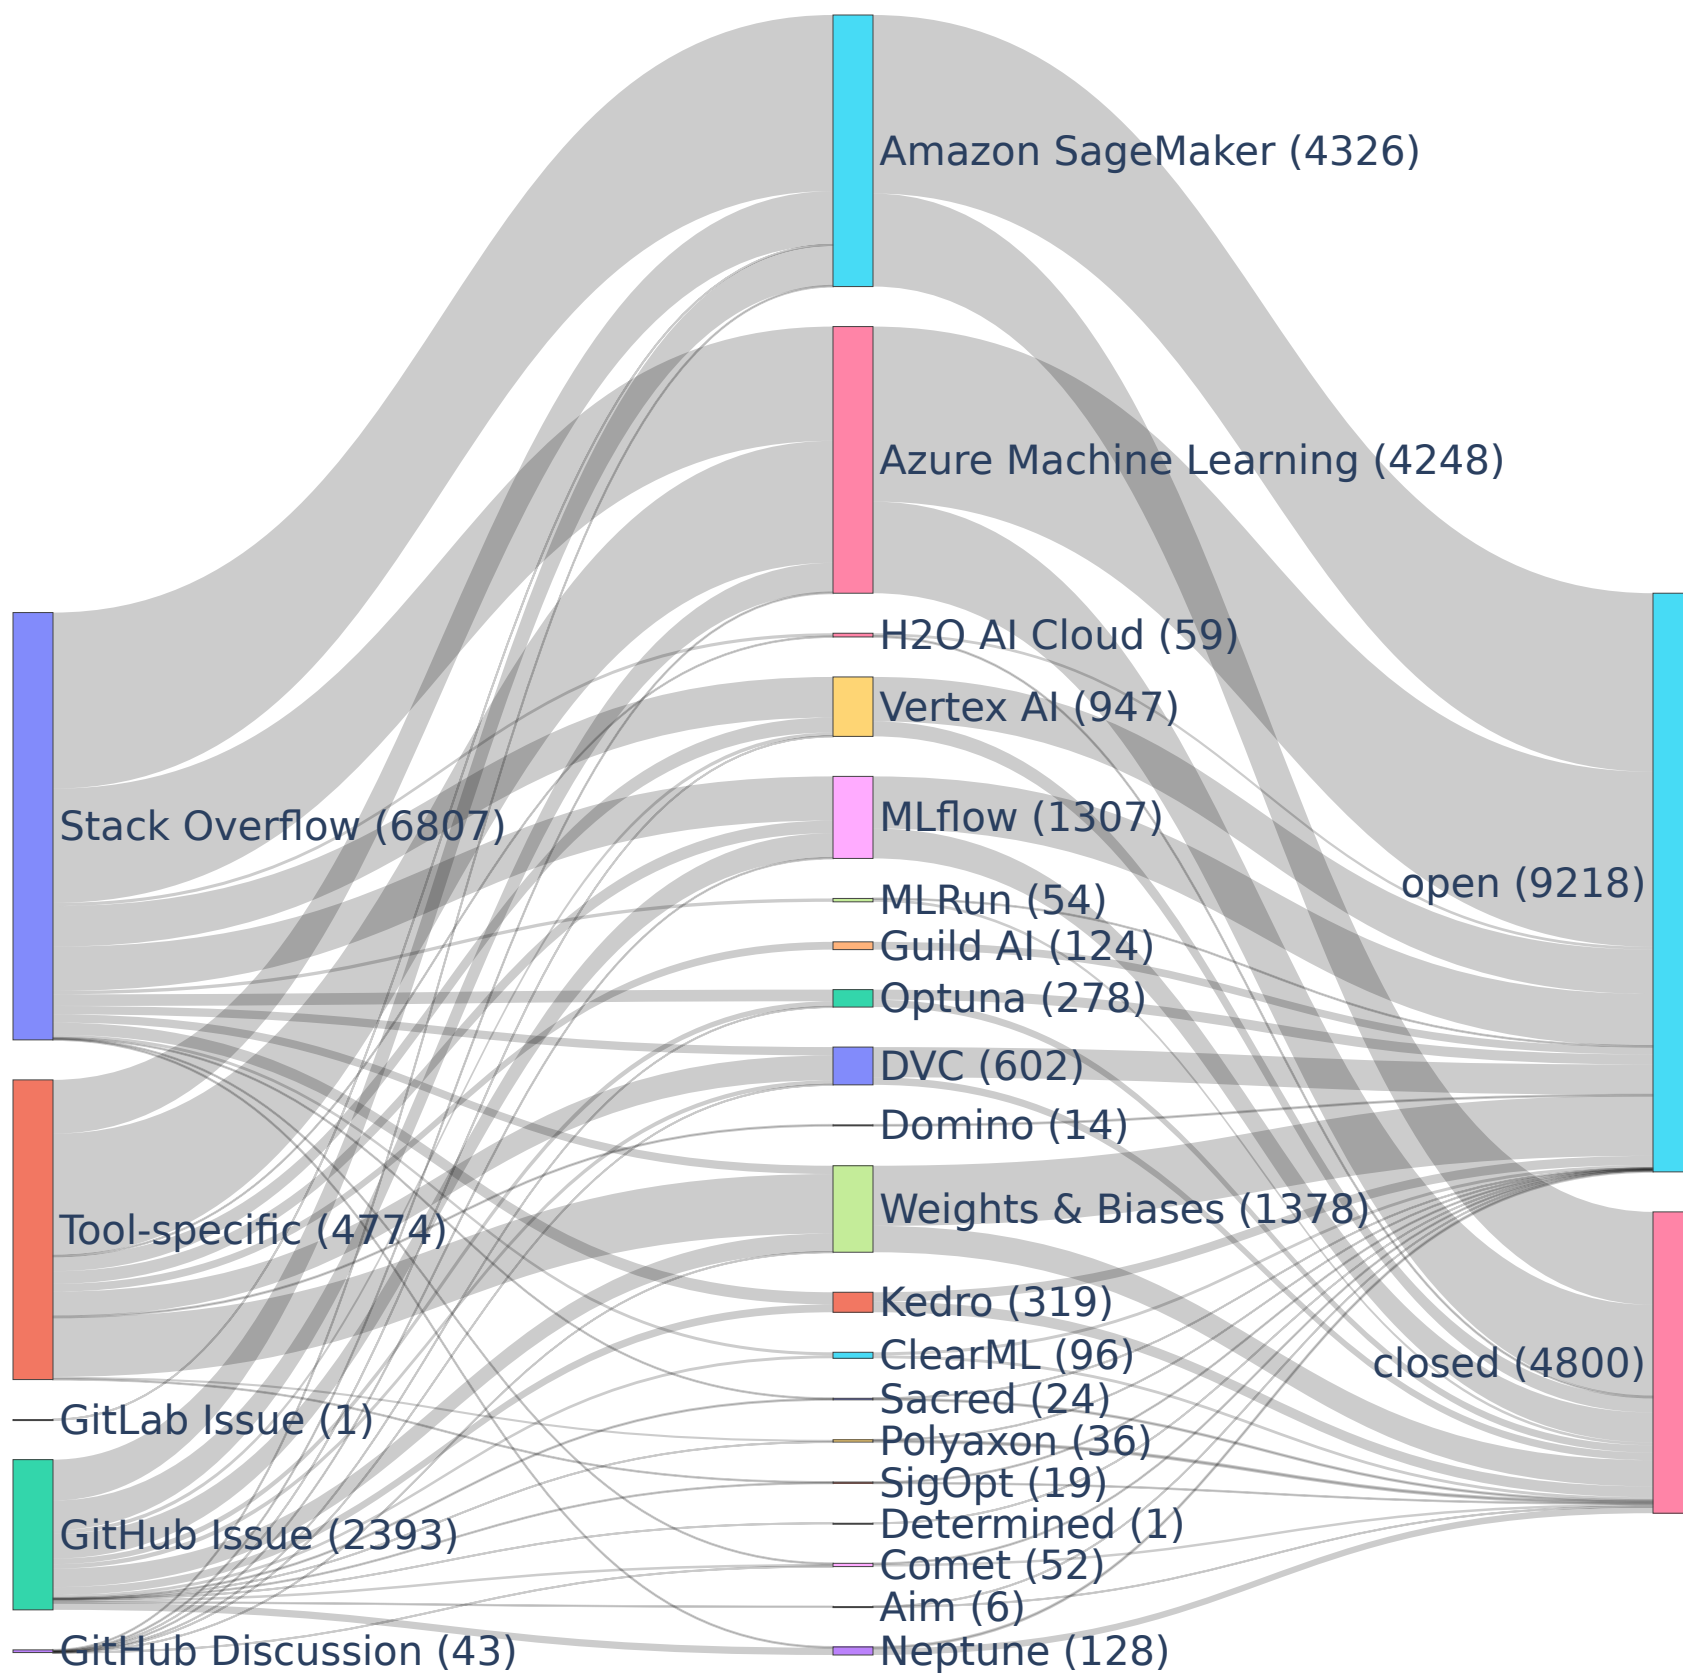 Stack Overflow (6807)
Tool-specific (4774)
GitLab Issue (1)
GitHub Issue (2393)
GitHub Discussion (43)
Amazon SageMaker (4326)
Azure Machine Learning (4248)
H2O AI Cloud (59)
Vertex AI (947)
MLflow (1307)
MLRun (54)
Guild AI (124)
Optuna (278)
DVC (602)
Domino (14)
Weights & Biases (1378)
Kedro (319)
ClearML (96)
Sacred (24)
Polyaxon (36)
SigOpt (19)
Determined (1)
Comet (52)
Aim (6)
Neptune (128)
open (9218)
closed (4800)